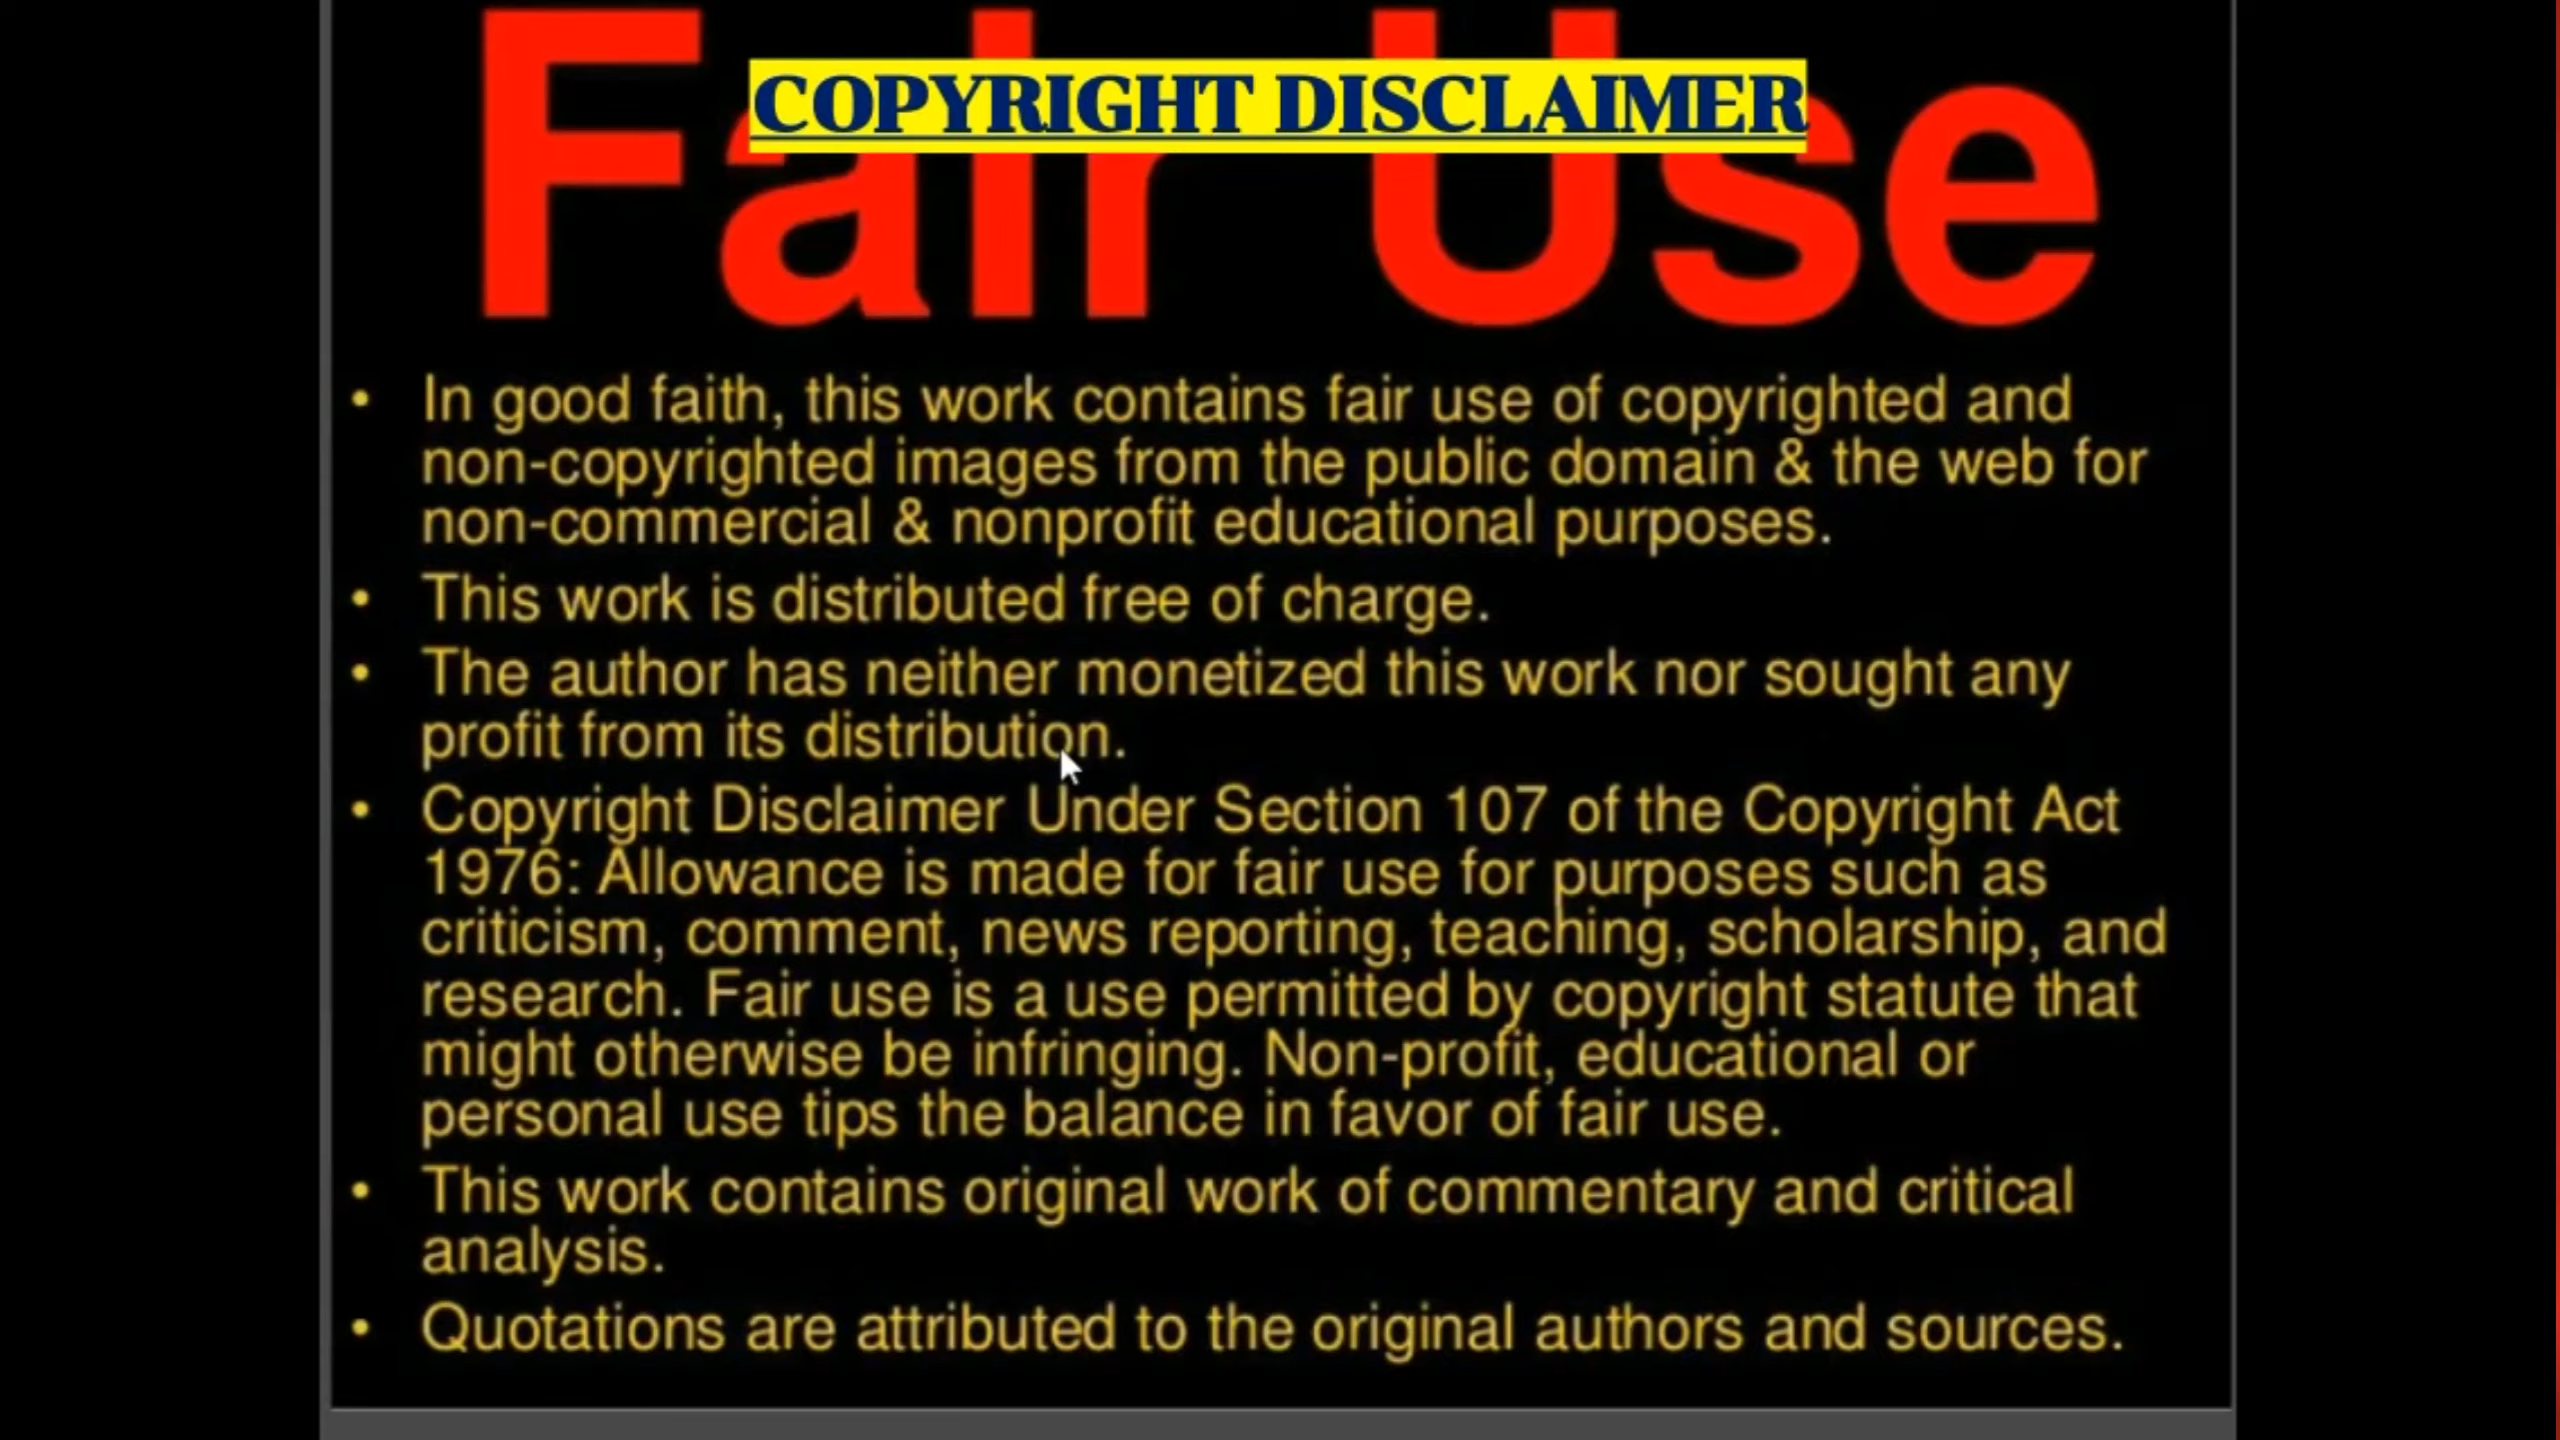 Fair Use
COPYRIGHT DISCLAIMER
• In good faith, this work contains fair use of copyrighted and
non-copyrighted images from the public domain & the web for
non-commercial & nonprofit educational purposes.
• This work is distributed free of charge.
• The author has neither monetized this work nor sought any
profit from its distribution.
• Copyright Disclaimer Under Section 107 of the Copyright Act
1976: Allowance is made for fair use for purposes such as
criticism, comment, news reporting, teaching, scholarship, and
research. Fair use is a use permitted by copyright statute that
might otherwise be infringing. Non-profit, educational or
personal use tips the balance in favor of fair use.
• This work contains original work of commentary and critical
analysis.
• Quotations are attributed to the original authors and sources.